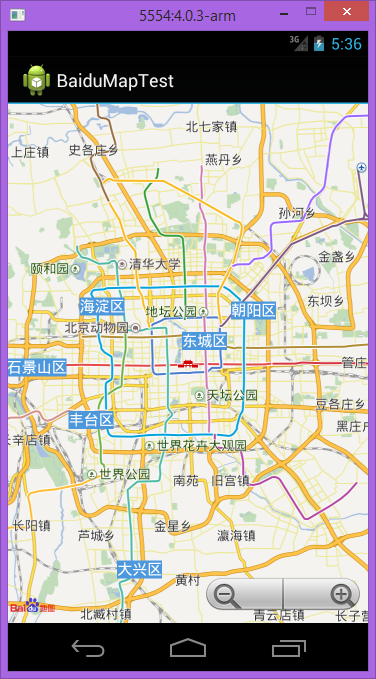 5554:4.0.3-arm
3G
5:36
BaiduMapTest
北七家镇
上庄镇
史各庄乡
燕丹乡
孙河乡
金盏乡
颐和园
清华大学
东坝乡
海淀区
地坛公园
朝阳区
北京动物园
东城区
管庄
石景山区
天坛公园
豆各庄乡
丰台区
黑庄户
长辛店镇
世界花卉大观园
世界公园
南苑
旧宫镇
长阳镇
金星乡
芦城乡
瀛海镇
大兴区
黄村
Bai地图
北臧村镇
青云店镇
长子营